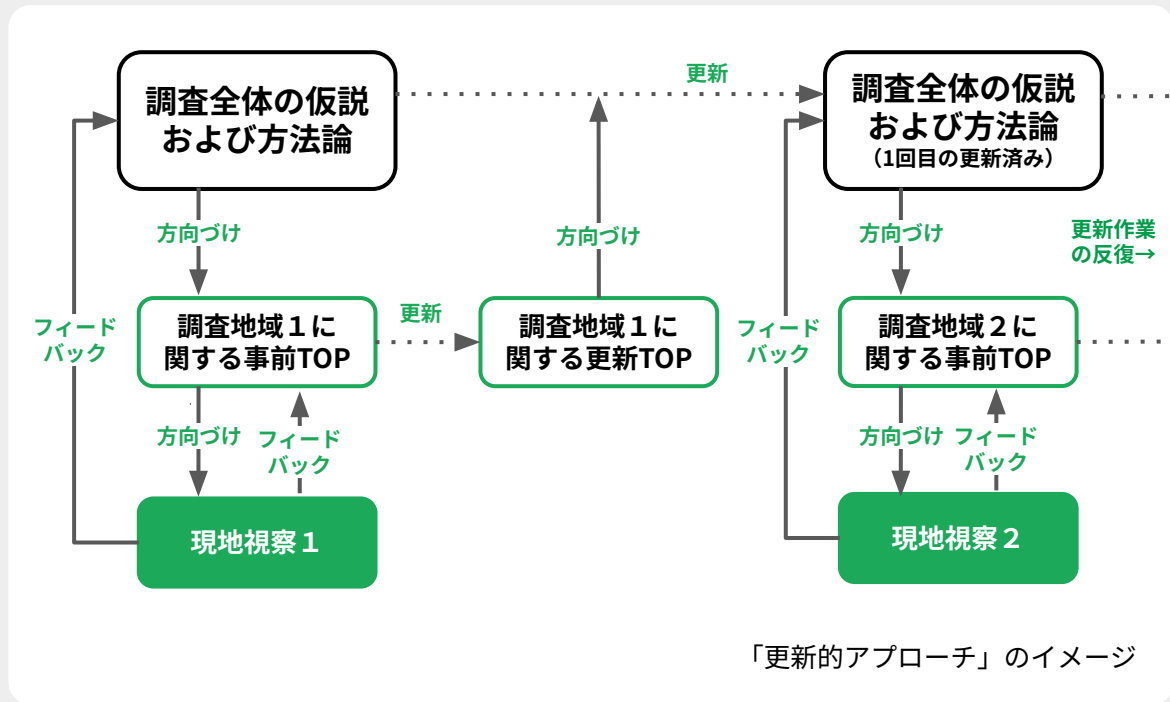 更新
調査全体の仮説
および方法論
調査全体の仮説
および方法論
（1回目の更新済み）
方向づけ
方向づけ
方向づけ
更新作業
の反復→
フィード
バック
調査地域１に
関する事前TOP
更新
調査地域１に
関する更新TOP
フィード
バック
調査地域２に
関する事前TOP
方向づけ
フィード
バック
方向づけ
フィード
バック
現地視察１
現地視察２
「更新的アプローチ」のイメージ